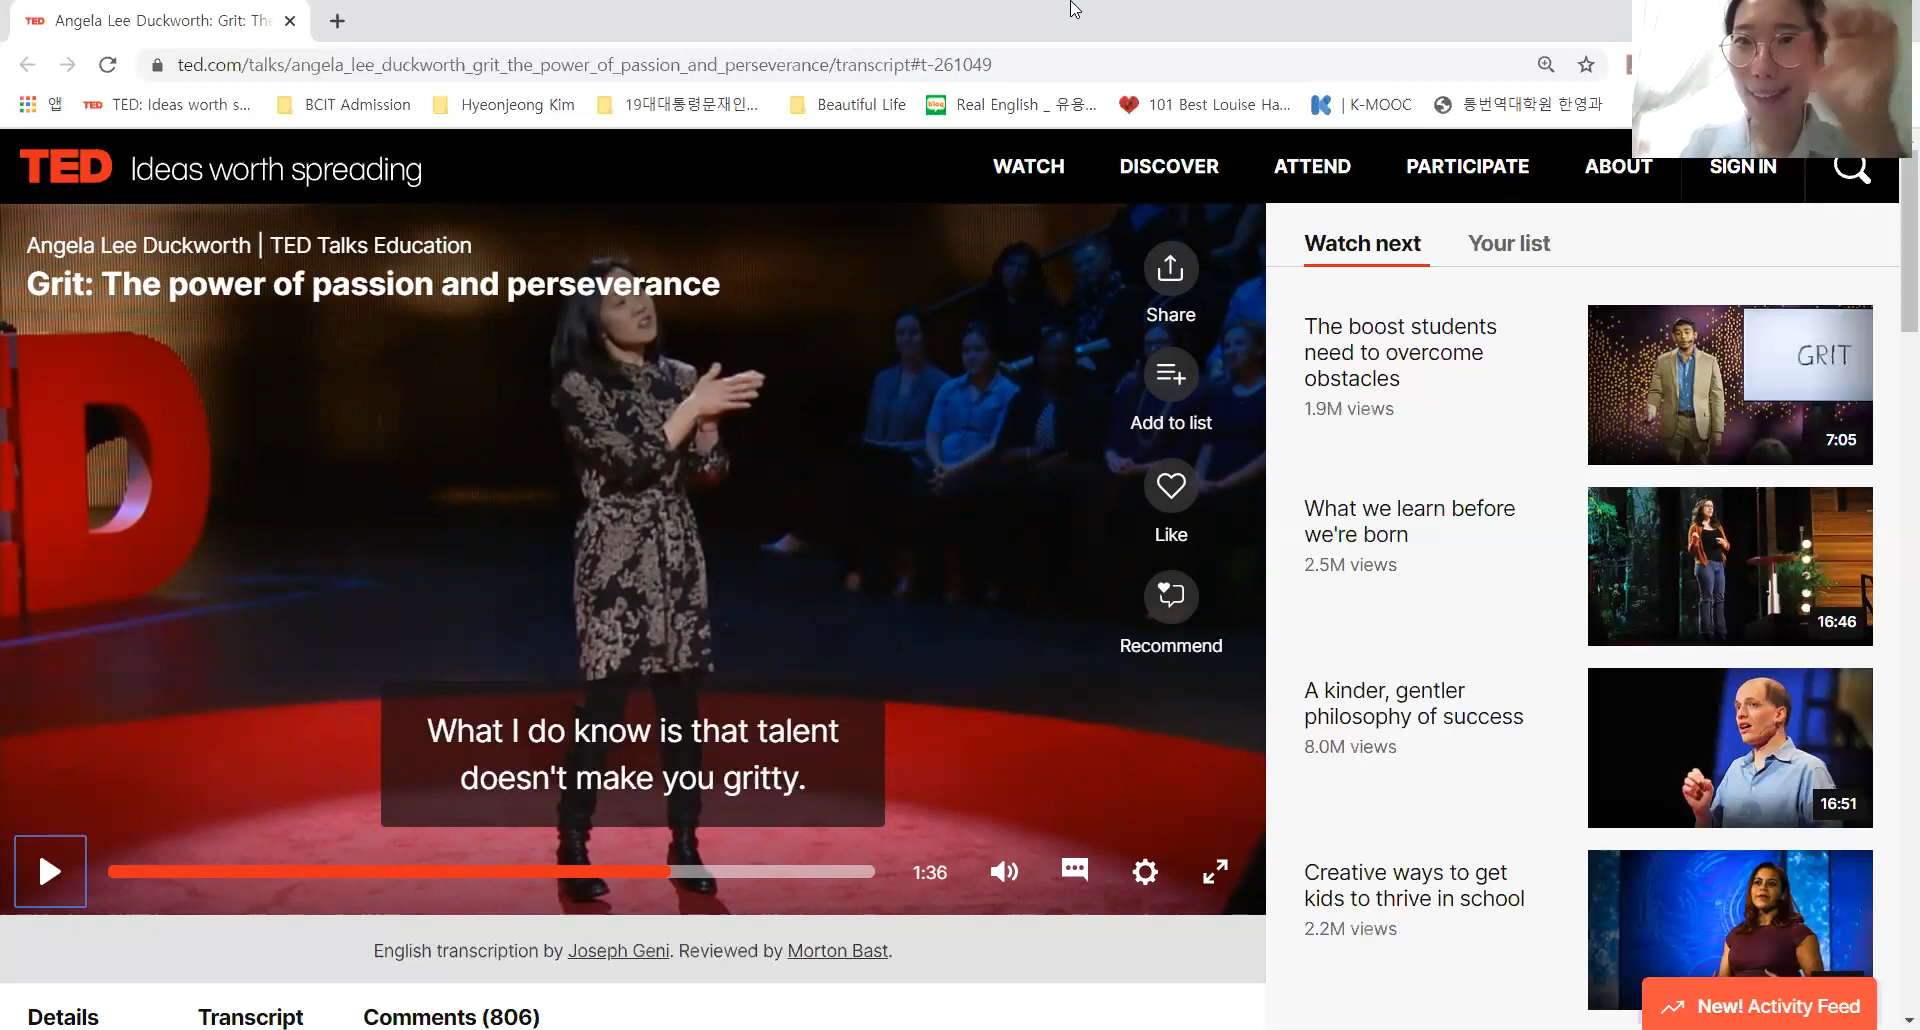 TED Angela Lee Duckworth: Grit: The
ted.com/talks/angela_lee_duckworth_grit_the_power_of_passion_and_perseverance/transcript#t-261049
앱
TED TED: Ideas worth s...
BCIT Admission
Hyeonjeong Kim
19대대통령문재인...
Beautiful Life
blog Real English _ 유용...
101 Best Louise Ha...
K | K-MOOC
통번역대학원 한영과
TED Ideas worth spreading
WATCH
DISCOVER
ATTEND
PARTICIPATE
ABOUT
SIGN IN
Angela Lee Duckworth | TED Talks Education
Grit: The power of passion and perseverance
D
Share
Add to list
Like
Recommend
What I do know is that talent
doesn't make you gritty.
1:36
English transcription by Joseph Geni. Reviewed by Morton Bast.
Details
Transcript
Comments (806)
Watch next
Your list
The boost students
need to overcome
obstacles
1.9M views
GRIT
7:05
What we learn before
we're born
2.5M views
16:46
A kinder, gentler
philosophy of success
8.0M views
16:51
Creative ways to get
kids to thrive in school
2.2M views
New! Activity Feed